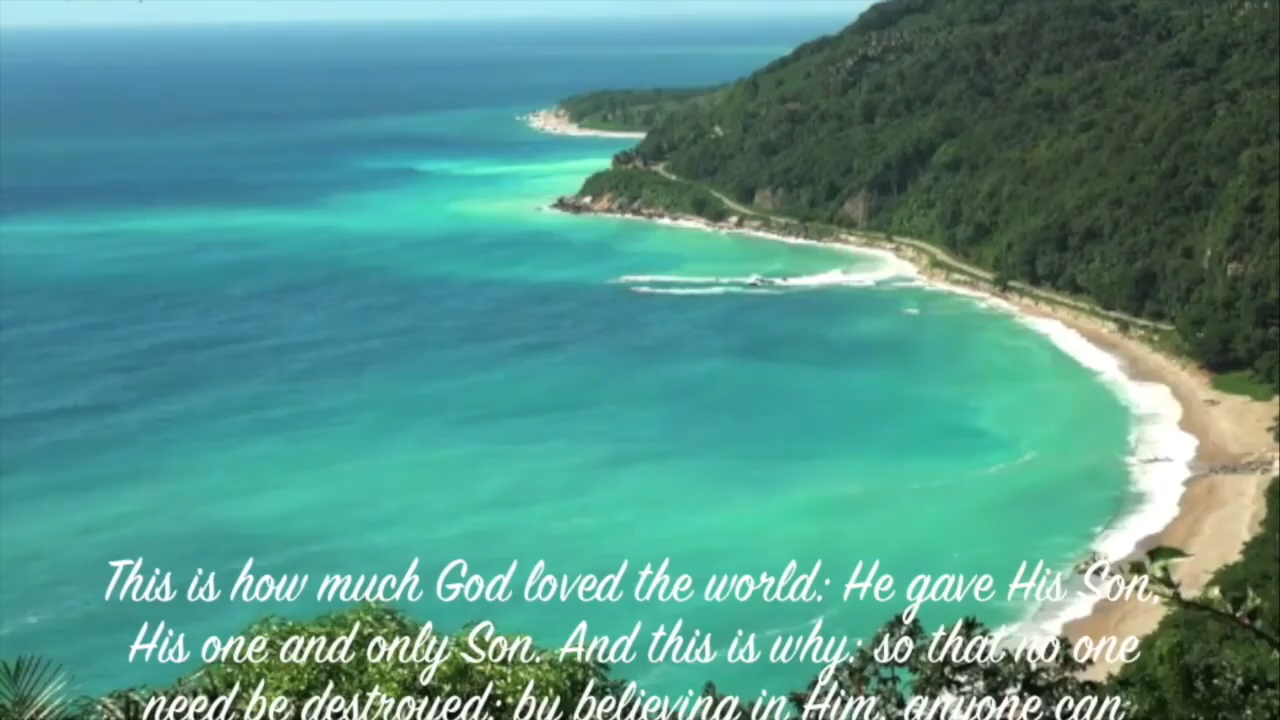 This is how much God loved the world: He gave His Son,
His one and only Son. And this is why: so that no one
need be destroyed; by believing in Him, anyone can